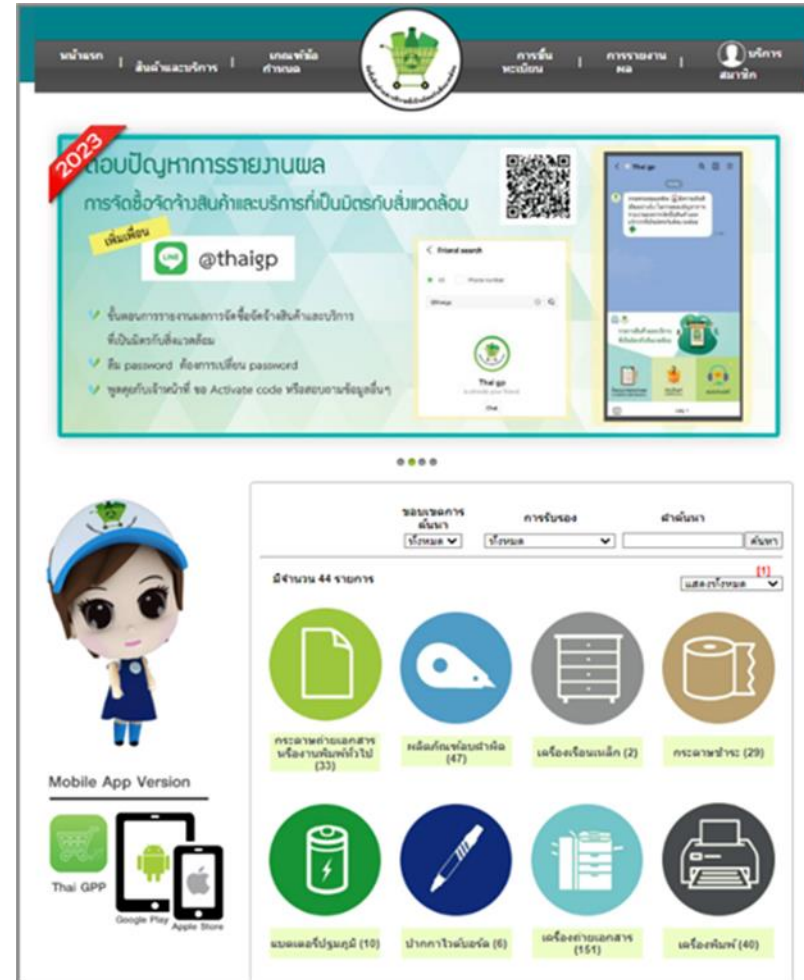 หน้าแรก
สินค้าและบริการ
เกณฑ์ข้อ
กำหนด
การขึ้น
ทะเบียน
การรายงาน
ผล
บริการ
สมาชิก
2023
ตอบปัญหาการรายงานผล
การจัดซื้อจัดจ้างสินค้าและบริการที่เป็นมิตรกับสิ่งแวดล้อม
เพิ่มเพื่อน
LINE
@thaigp
ขั้นตอนการรายงานผลการจัดซื้อจัดจ้างสินค้าและบริการ
ที่เป็นมิตรกับสิ่งแวดล้อม
ลืม password ต้องการเปลี่ยน password
พูดคุยกับเจ้าหน้าที่ ขอ Activate code หรือสอบถามข้อมูลอื่นๆ
Friend search
Phone number
@thaigp
Thai gp
Chat
Thai gp
ขอบเขตการ
ค้นหา
ทั้งหมด
การรับรอง
ทั้งหมด
คำค้นหา
ค้นหา
มีจำนวน 44 รายการ
[1]
แสดงทั้งหมด
กระดาษถ่ายเอกสาร
หรืองานพิมพ์ทั่วไป
(33)
ผลิตภัณฑ์ลบคำผิด
(47)
เครื่องเรือนเหล็ก (2)
กระดาษชำระ (29)
Mobile App Version
Thai GPP
Google Play
Apple Store
แบตเตอรี่ปฐมภูมิ (10)
ปากกาไวต์บอร์ด (6)
เครื่องถ่ายเอกสาร
(151)
เครื่องพิมพ์ (40)